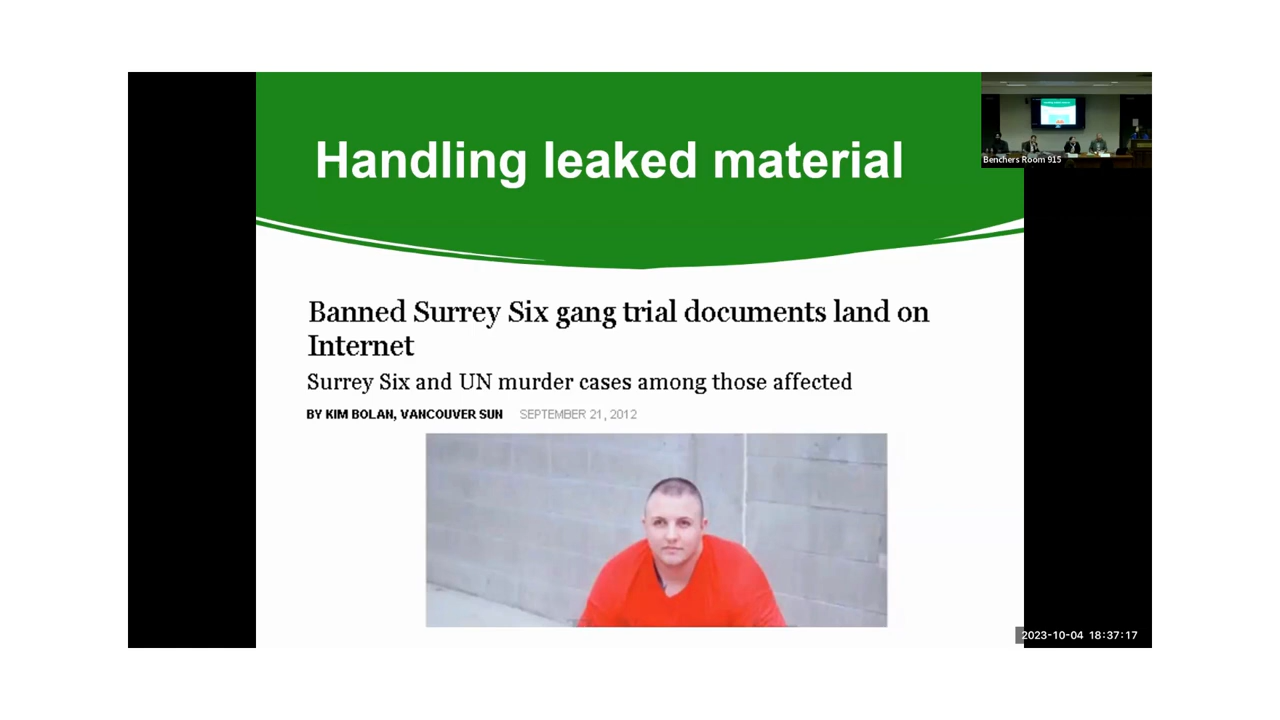 Handling leaked material
Benchers Room 915
Banned Surrey Six gang trial documents land on
Internet
Surrey Six and UN murder cases among those affected
BY KIM BOLAN, VANCOUVER SUN SEPTEMBER 21, 2012
2023-10-04 18:37:17